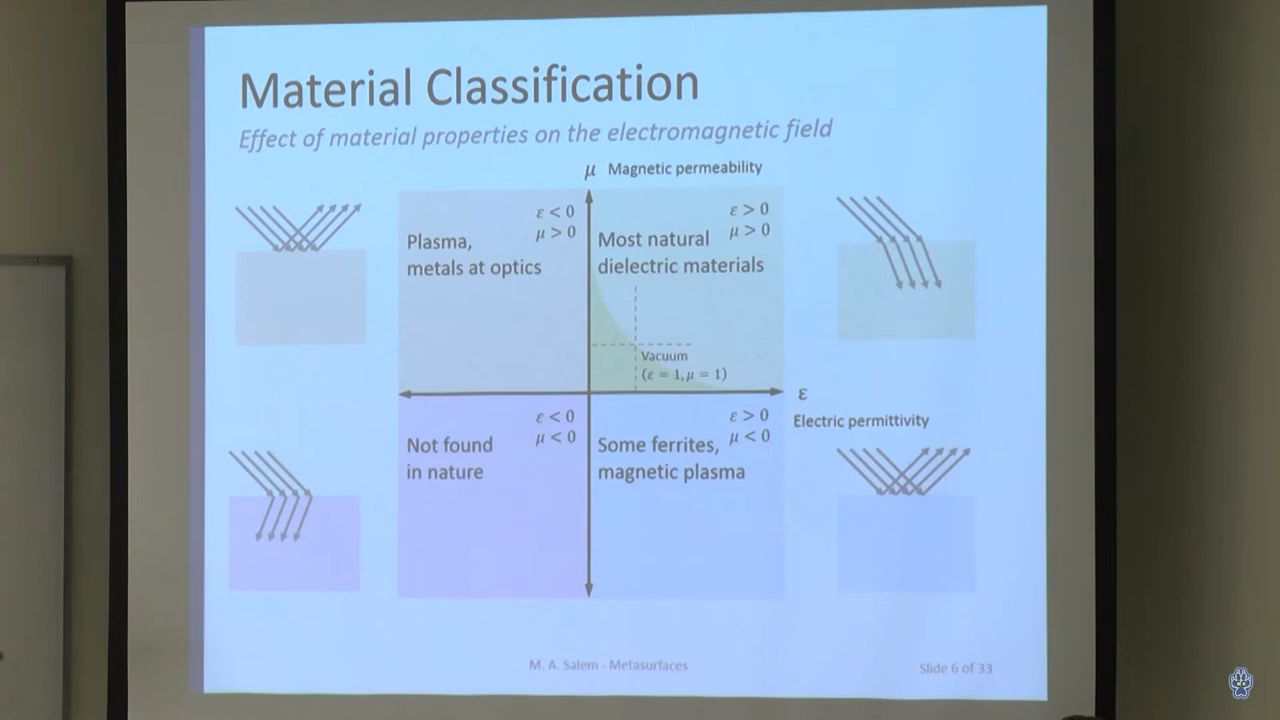 Material Classification
Effect of material properties on the electromagnetic field
μ Magnetic permeability
ε < 0
μ > 0
Plasma,
metals at optics
ε > 0
μ > 0
Most natural
dielectric materials
Vacuum
(ε = 1, μ = 1)
ε
Electric permittivity
ε < 0
μ < 0
Not found
in nature
ε > 0
μ < 0
Some ferrites,
magnetic plasma
M. A. Salem - Metasurfaces
Slide 6 of 33